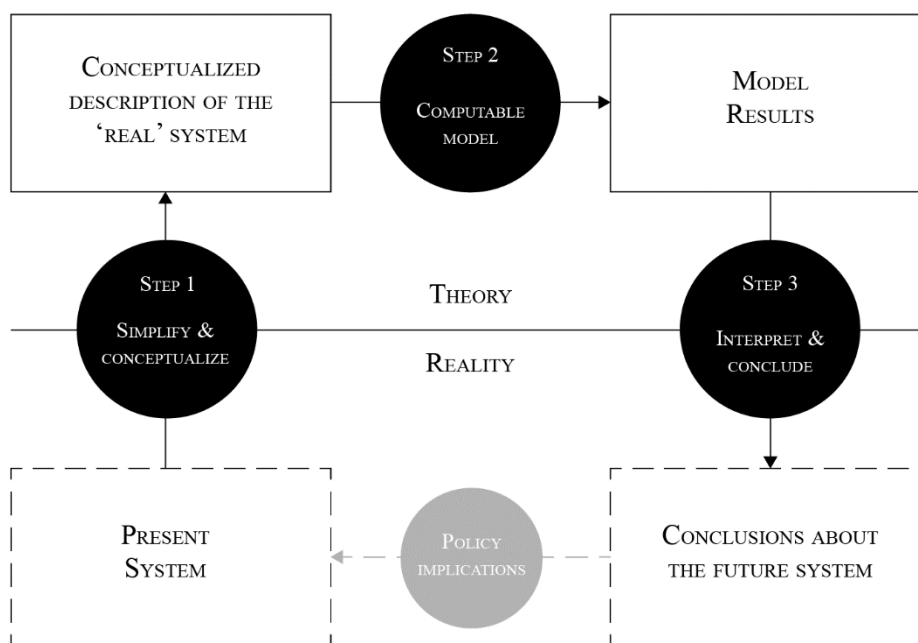 Conceptualized
description of the
‘real’ system
Step 2
Computable
model
Model
Results
Step 1
Simplify &
conceptualize
Theory
Reality
Step 3
Interpret &
conclude
Present
System
Policy
implications
Conclusions about
the future system